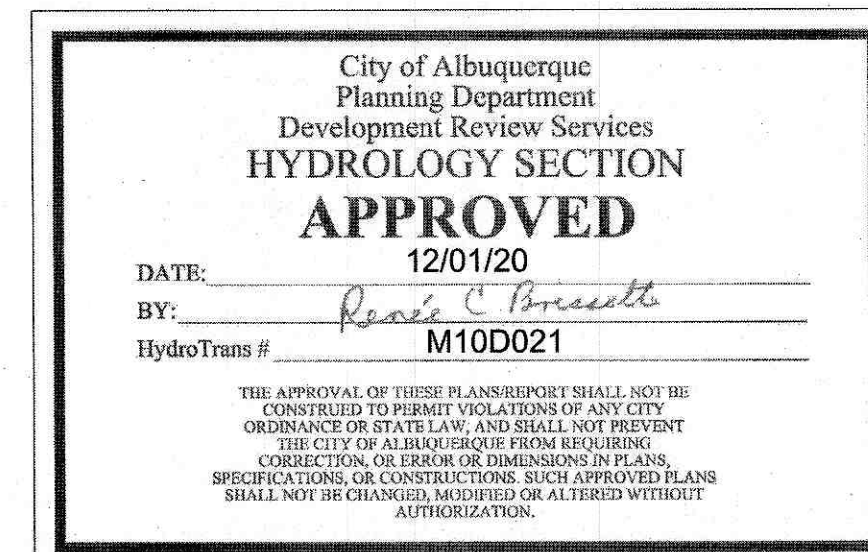 City of Albuquerque
Planning Department
Development Review Services
HYDROLOGY SECTION
APPROVED
DATE: 12/01/20
BY: Renée C Brissett
HydroTrans # M10D021
THE APPROVAL OF THESE PLANS/REPORT SHALL NOT BE
CONSTRUED TO PERMIT VIOLATIONS OF ANY CITY
ORDINANCE OR STATE LAW, AND SHALL NOT PREVENT
THE CITY OF ALBUQUERQUE FROM REQUIRING
CORRECTION, OR ERROR OR DIMENSIONS IN PLANS,
SPECIFICATIONS, OR CONSTRUCTIONS. SUCH APPROVED PLANS
SHALL NOT BE CHANGED, MODIFIED OR ALTERED WITHOUT
AUTHORIZATION.